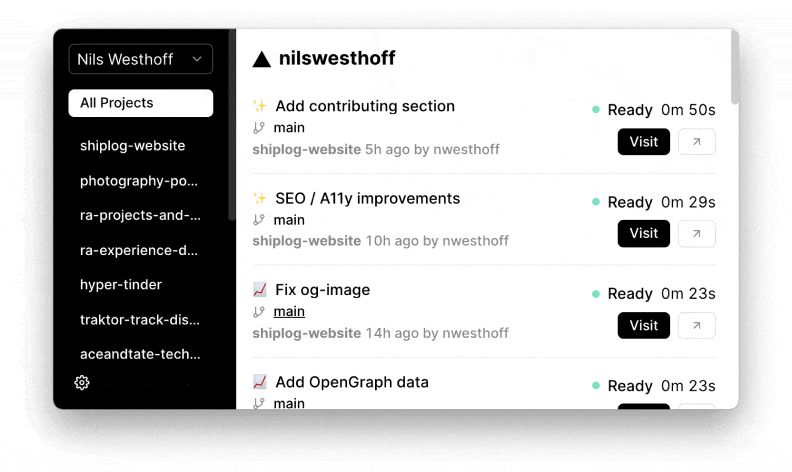 Nils Westhoff
All Projects
shiplog-website
photography-po...
ra-projects-and-...
ra-experience-d...
hyper-tinder
traktor-track-dis...
aceandtate-tech...
nilswesthoff
Add contributing section
main
shiplog-website 5h ago by nwesthoff
Ready 0m 50s
Visit
SEO / A11y improvements
main
shiplog-website 10h ago by nwesthoff
Ready 0m 29s
Visit
Fix og-image
main
shiplog-website 14h ago by nwesthoff
Ready 0m 23s
Visit
Add OpenGraph data
main
Ready 0m 23s